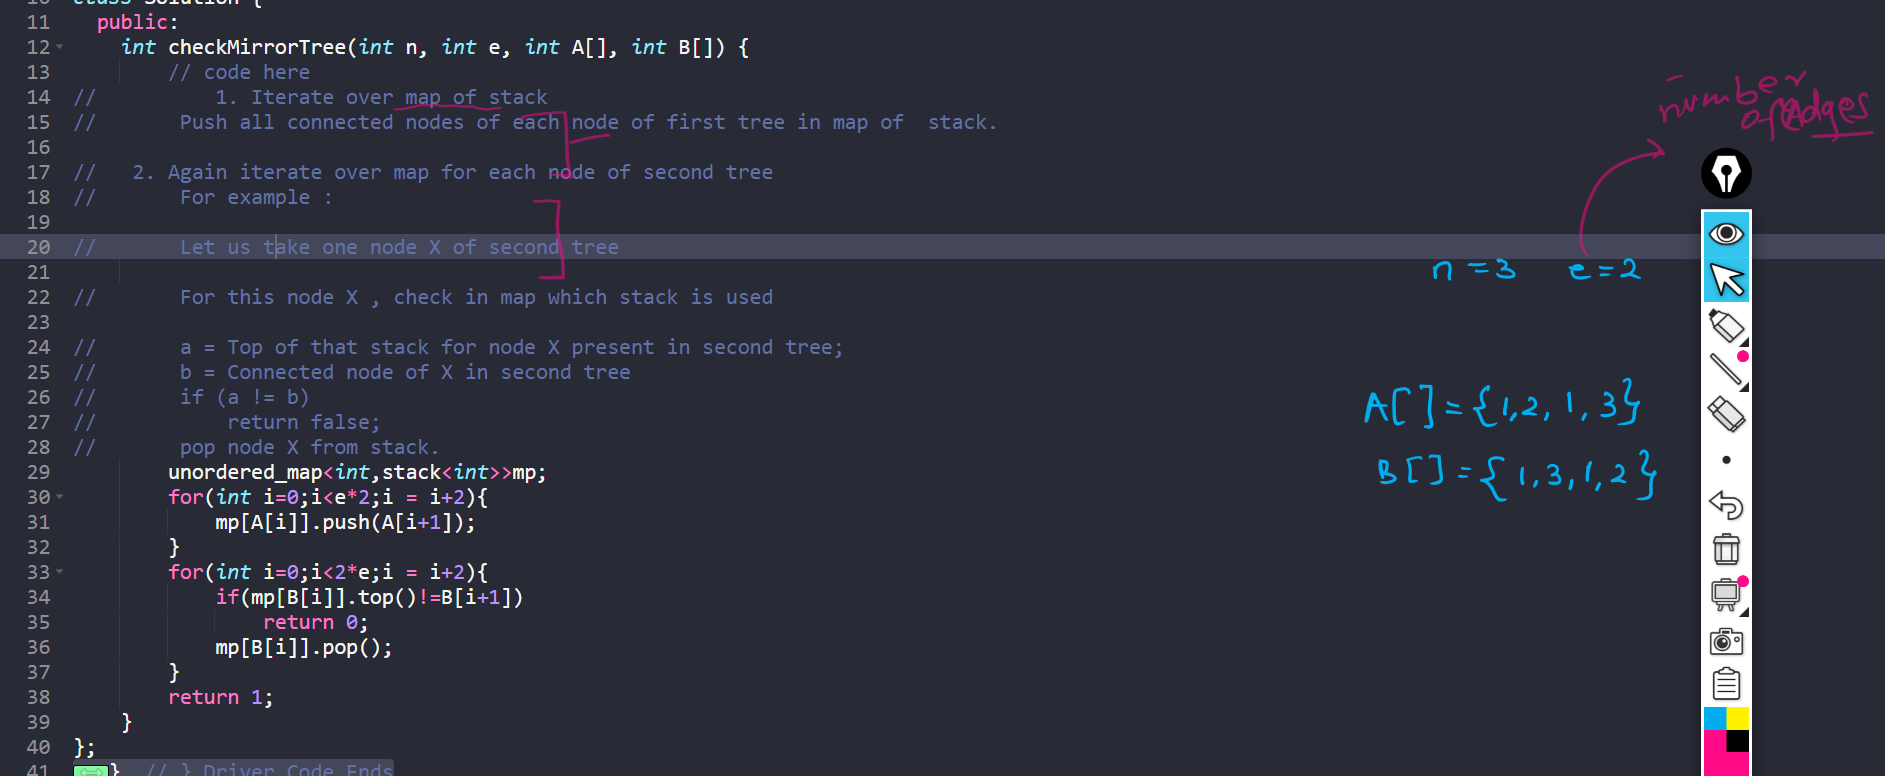 10 class Solution {
11 public:
12 int checkMirrorTree(int n, int e, int A[], int B[]) {
13 // code here
14 // 1. Iterate over map of stack
15 // Push all connected nodes of each node of first tree in map of stack.
16
17 // 2. Again iterate over map for each node of second tree
18 // For example :
19
20 // Let us take one node X of second tree
21
22 // For this node X , check in map which stack is used
23
24 // a = Top of that stack for node X present in second tree;
25 // b = Connected node of X in second tree
26 // if (a != b)
27 // return false;
28 // pop node X from stack.
29 unordered_map<int,stack<int>>mp;
30 for(int i=0;i<e*2;i = i+2){
31 mp[A[i]].push(A[i+1]);
32 }
33 for(int i=0;i<2*e;i = i+2){
34 if(mp[B[i]].top()!=B[i+1])
35 return 0;
36 mp[B[i]].pop();
37 }
38 return 1;
39 }
40 };
41 } // } Driver Code Ends
number
of edges
n = 3 e = 2
A[] = {1,2,1,3}
B[] = {1,3,1,2}